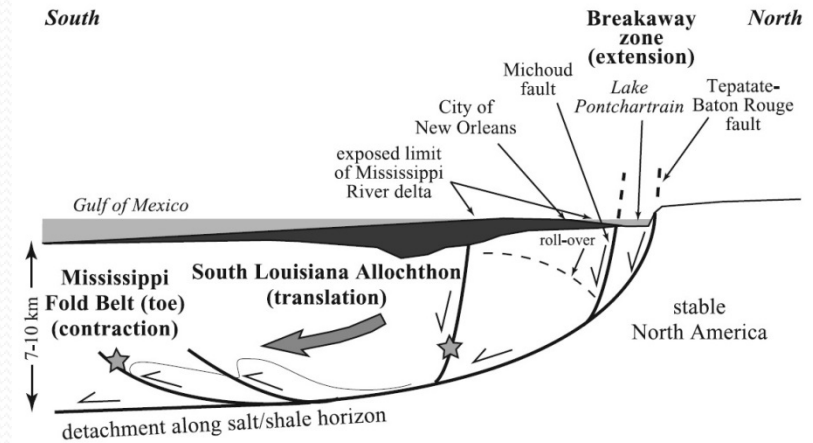 South
Breakaway
zone
(extension)
North
Michoud
fault
Lake
Pontchartrain
Tepatate-
Baton Rouge
fault
City of
New Orleans
exposed limit
of Mississippi
River delta
Gulf of Mexico
roll-over
Mississippi
Fold Belt (toe)
(contraction)
South Louisiana Allochthon
(translation)
stable
North America
7-10 km
detachment along salt/shale horizon